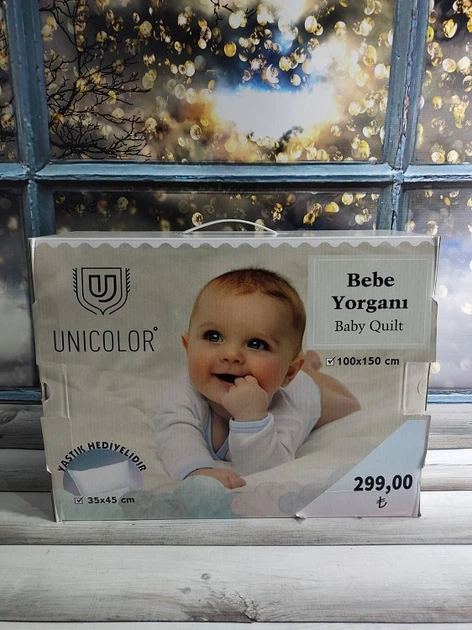 UNICOLOR®
Bebe
Yorganı
Baby Quilt
☑ 100x150 cm
YASTIK HEDİYELİDİR
☑ 35x45 cm
299,00
₺